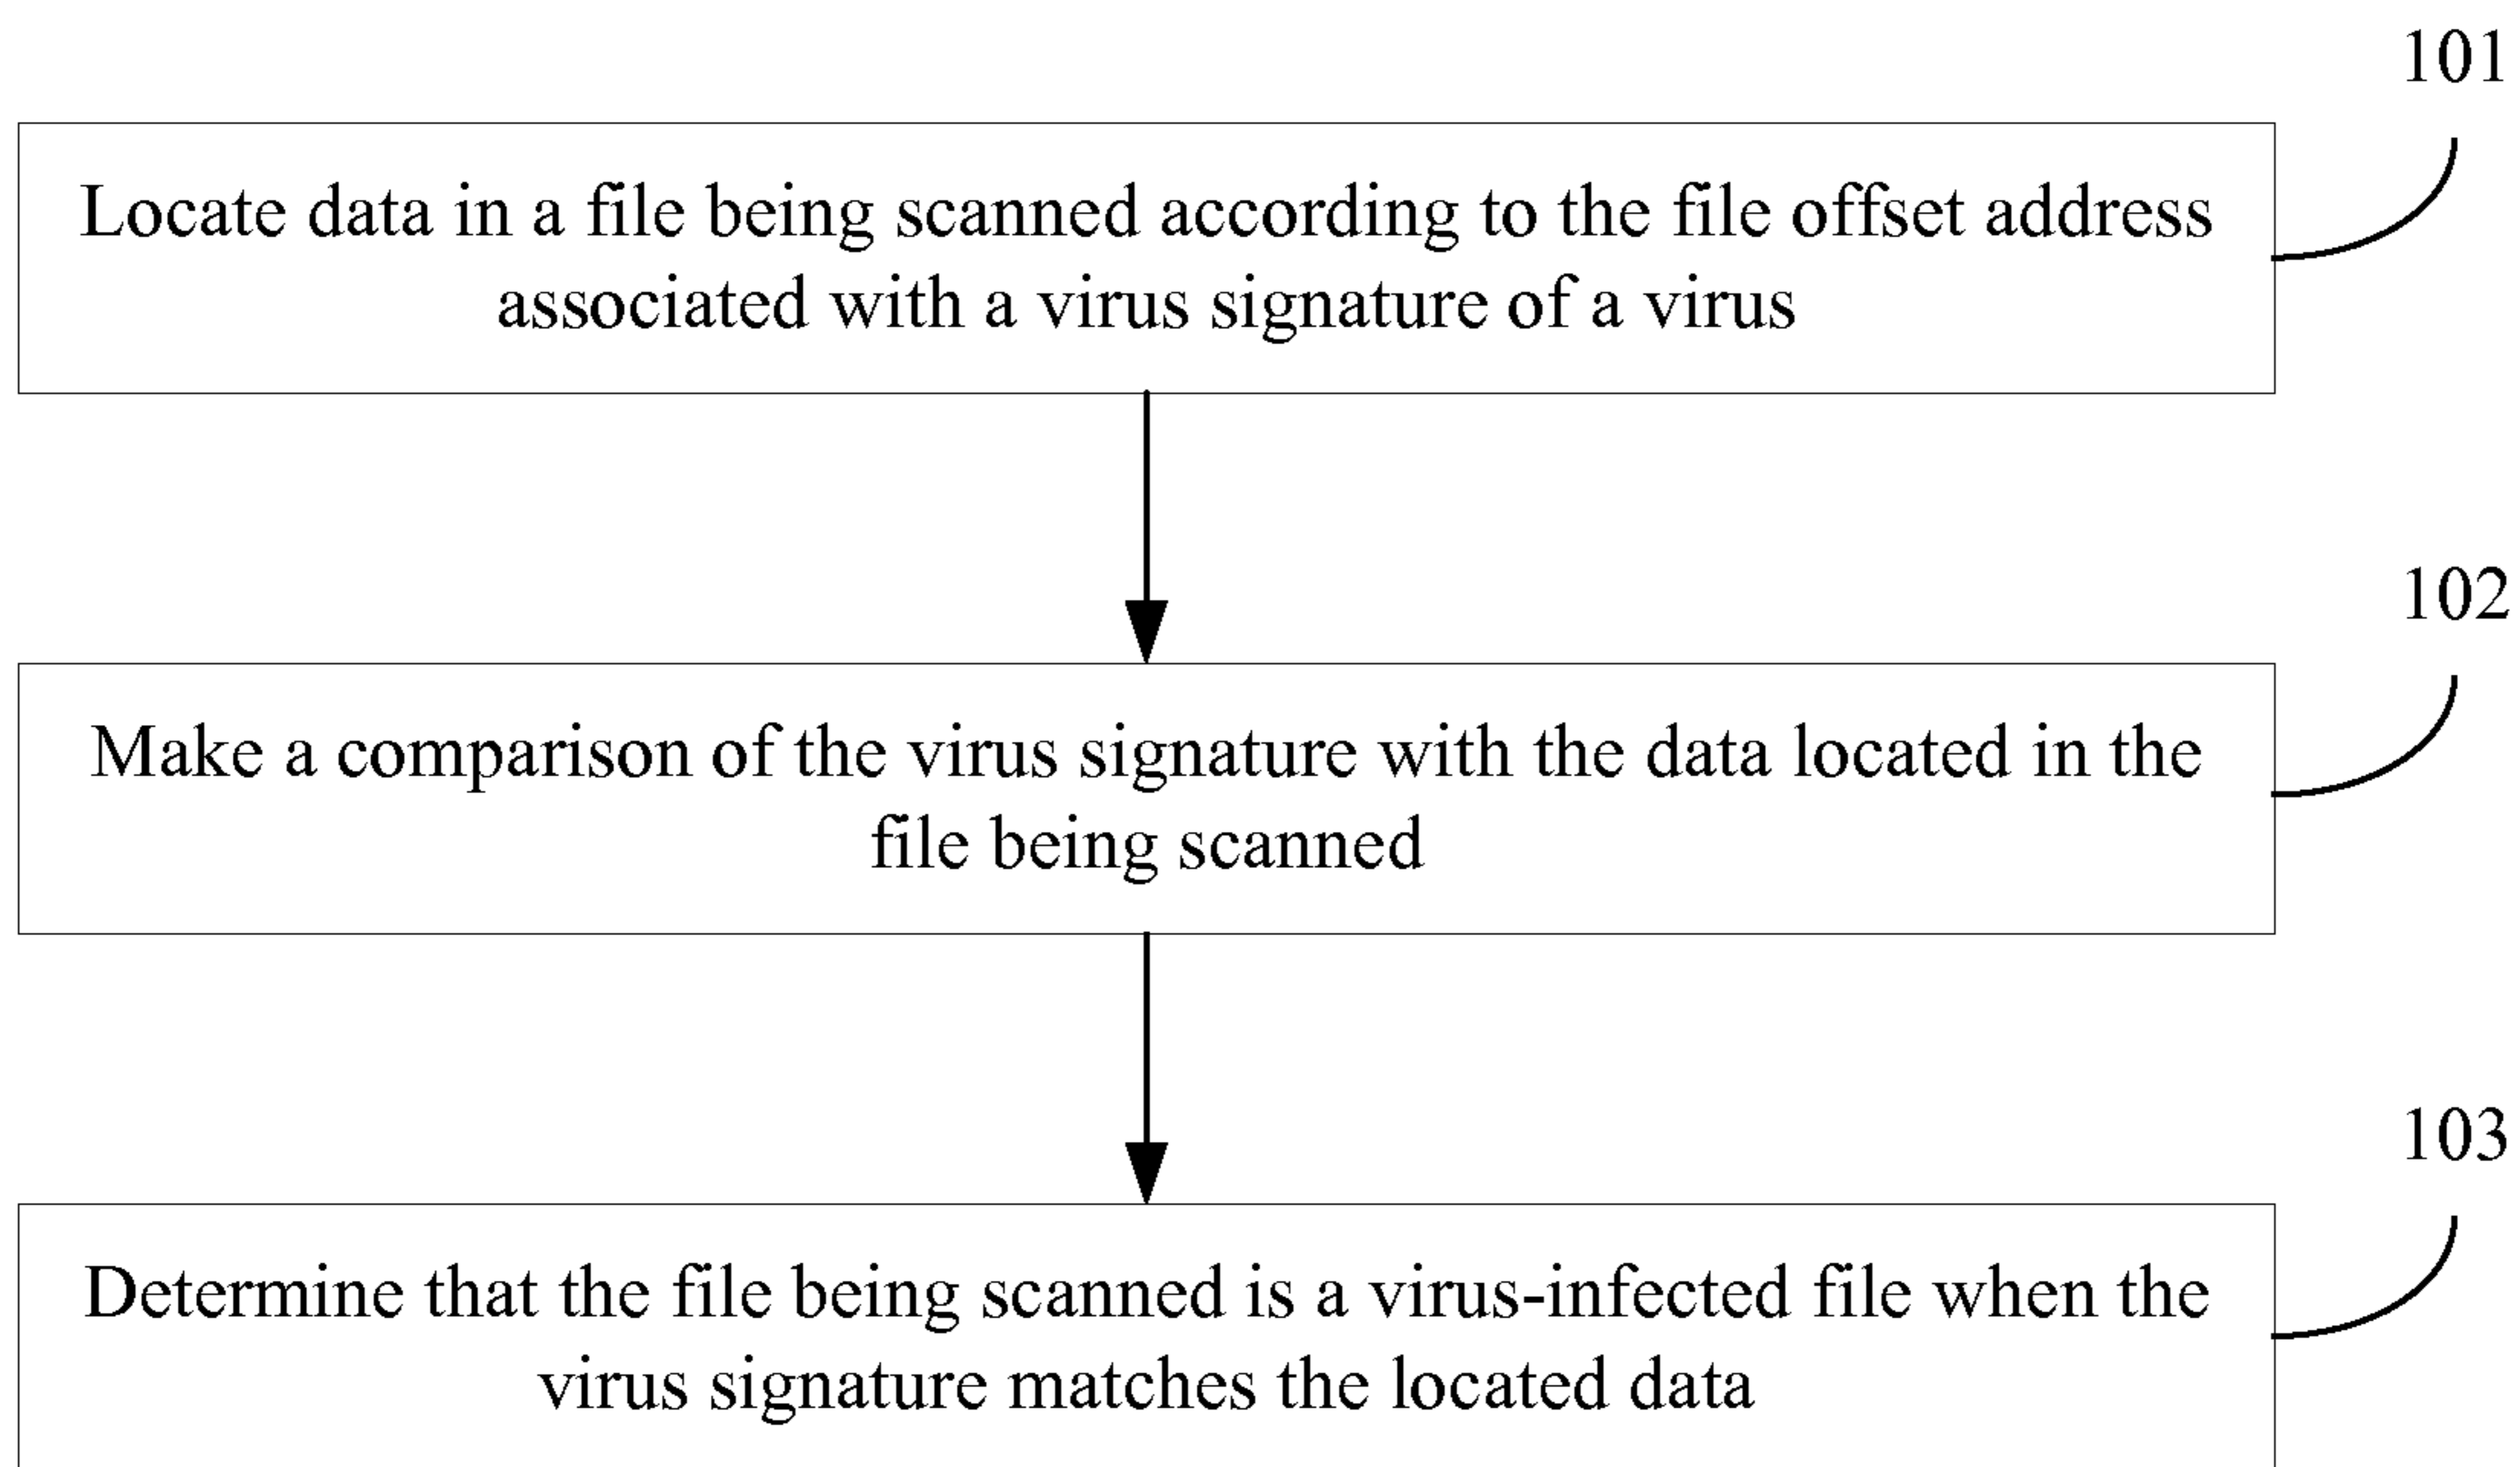 101
Locate data in a file being scanned according to the file offset address
associated with a virus signature of a virus
102
Make a comparison of the virus signature with the data located in the
file being scanned
103
Determine that the file being scanned is a virus-infected file when the
virus signature matches the located data